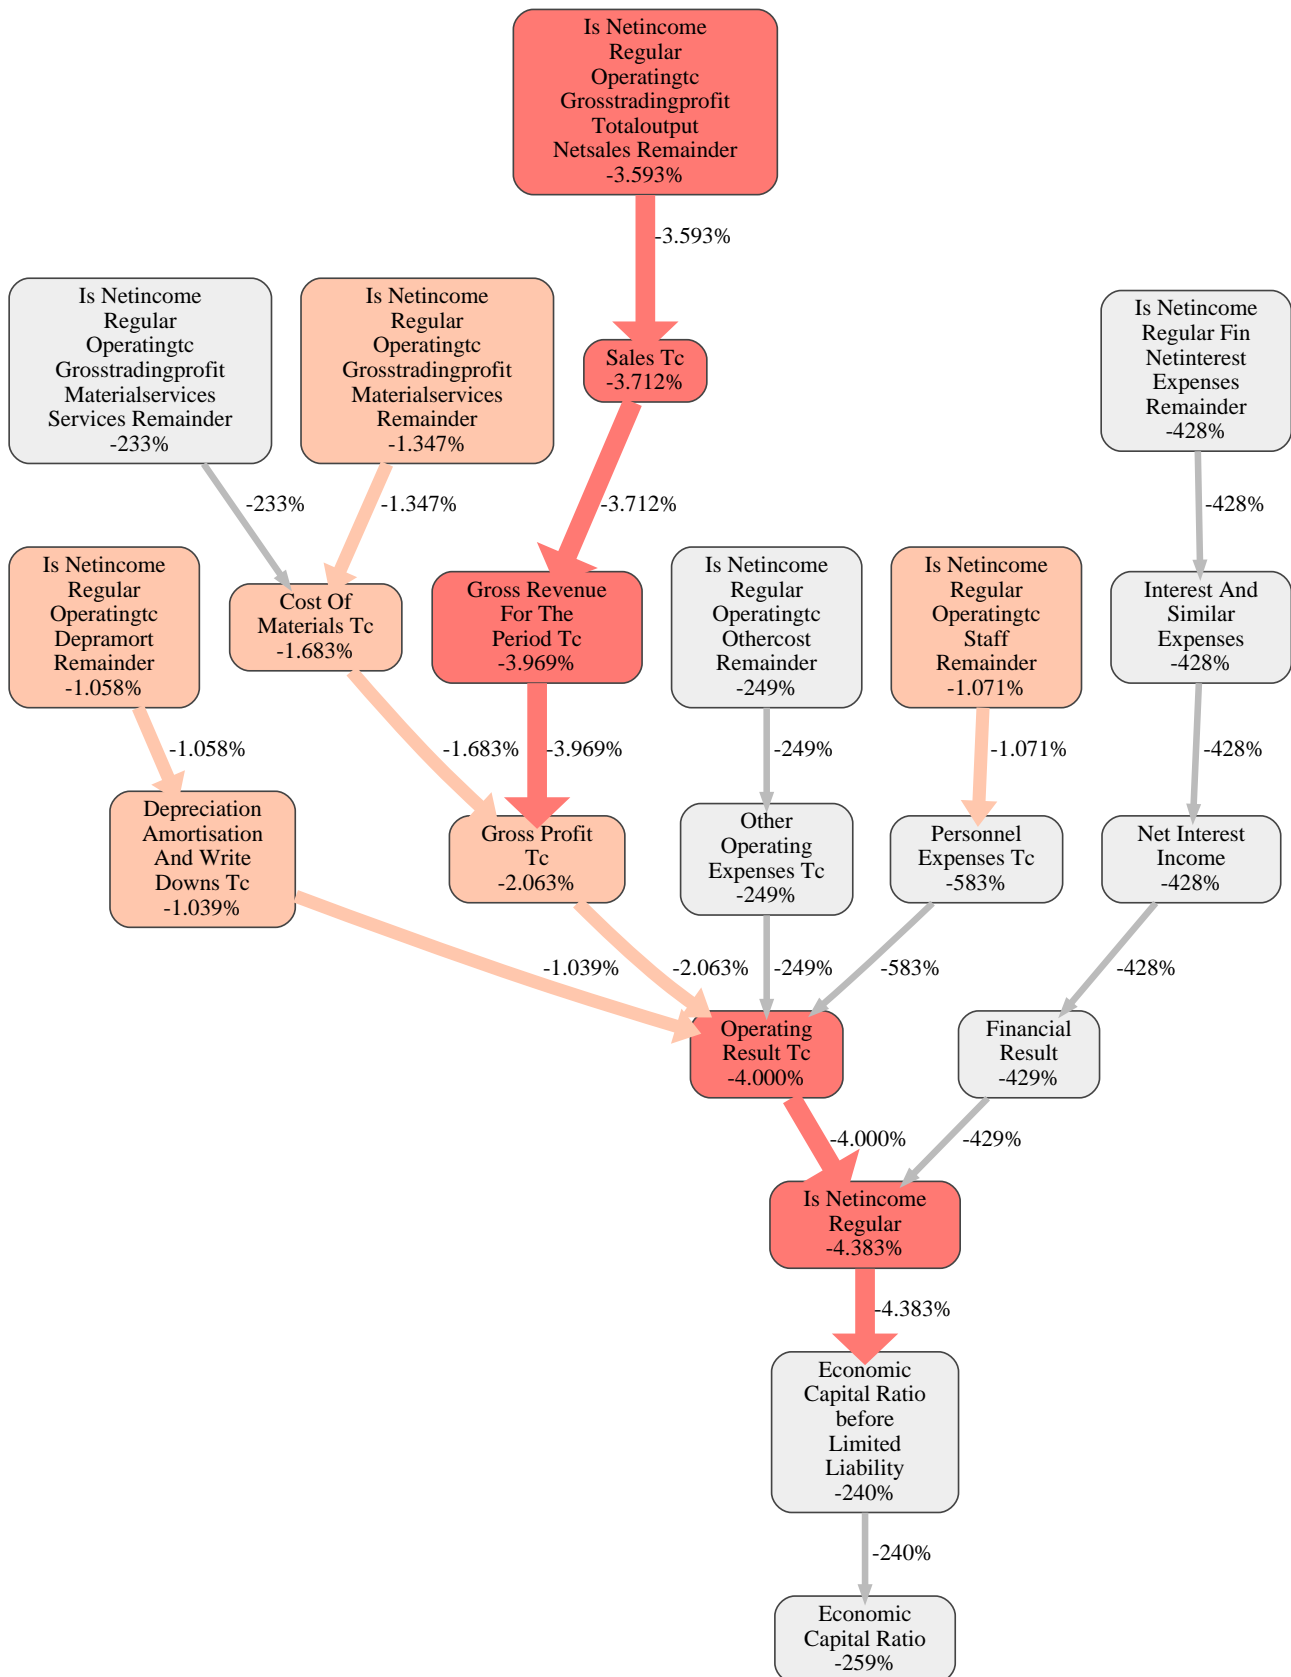 Is Netincome
Regular
Operatingtc
Grosstradingprofit
Totaloutput
Netsales Remainder
-3.593%
-3.593%
Is Netincome
Regular
Operatingtc
Grosstradingprofit
Materialservices
Services Remainder
-233%
Is Netincome
Regular
Operatingtc
Grosstradingprofit
Materialservices
Remainder
-1.347%
Sales Tc
-3.712%
Is Netincome
Regular Fin
Netinterest
Expenses
Remainder
-428%
-233%
-1.347%
-3.712%
-428%
Is Netincome
Regular
Operatingtc
Depramort
Remainder
-1.058%
Cost Of
Materials Tc
-1.683%
Gross Revenue
For The
Period Tc
-3.969%
Is Netincome
Regular
Operatingtc
Othercost
Remainder
-249%
Is Netincome
Regular
Operatingtc
Staff
Remainder
-1.071%
Interest And
Similar
Expenses
-428%
-1.058%
-1.683%
-3.969%
-249%
-1.071%
-428%
Depreciation
Amortisation
And Write
Downs Tc
-1.039%
Gross Profit
Tc
-2.063%
Other
Operating
Expenses Tc
-249%
Personnel
Expenses Tc
-583%
Net Interest
Income
-428%
-1.039%
-2.063%
-249%
-583%
-428%
Operating
Result Tc
-4.000%
Financial
Result
-429%
-4.000%
-429%
Is Netincome
Regular
-4.383%
-4.383%
Economic
Capital Ratio
before
Limited
Liability
-240%
-240%
Economic
Capital Ratio
-259%